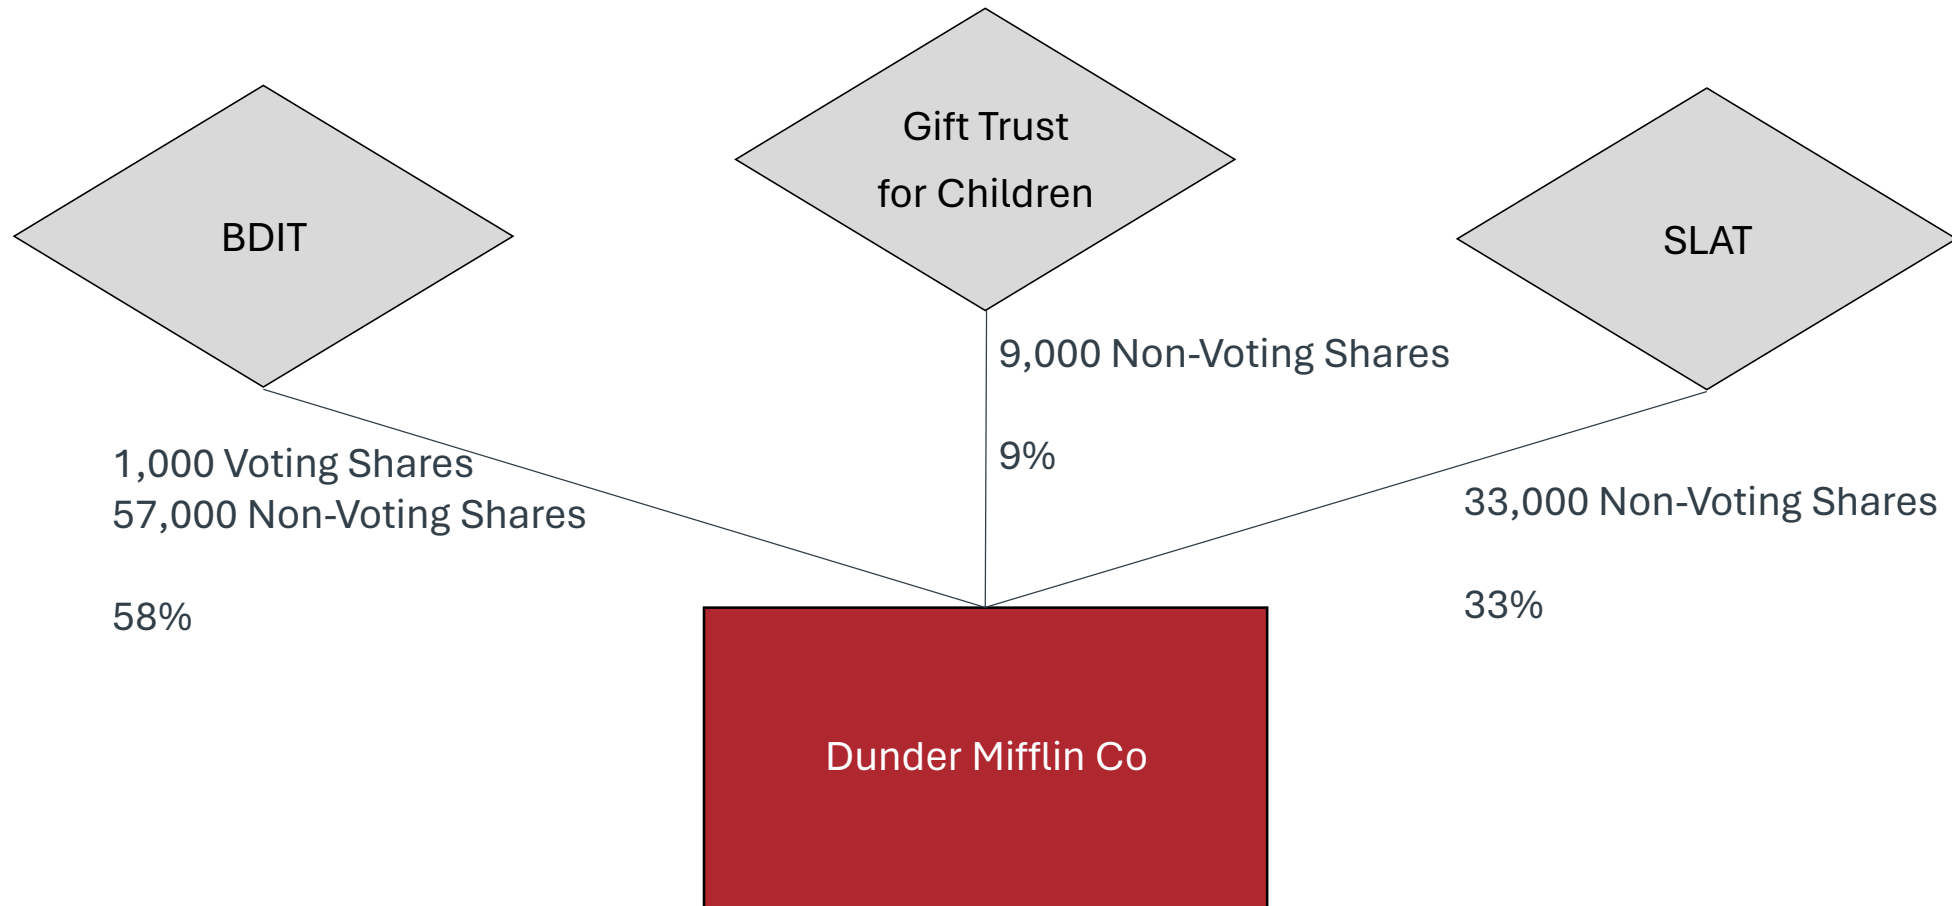 Gift Trust
for Children
BDIT
SLAT
9,000 Non-Voting Shares
9%
1,000 Voting Shares
57,000 Non-Voting Shares
58%
33,000 Non-Voting Shares
33%
Dunder Mifflin Co